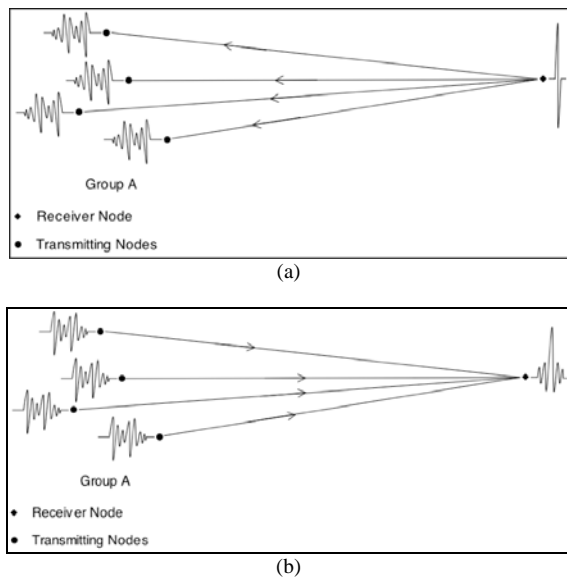 Group A
Receiver Node
Transmitting Nodes
(a)
Group A
Receiver Node
Transmitting Nodes
(b)